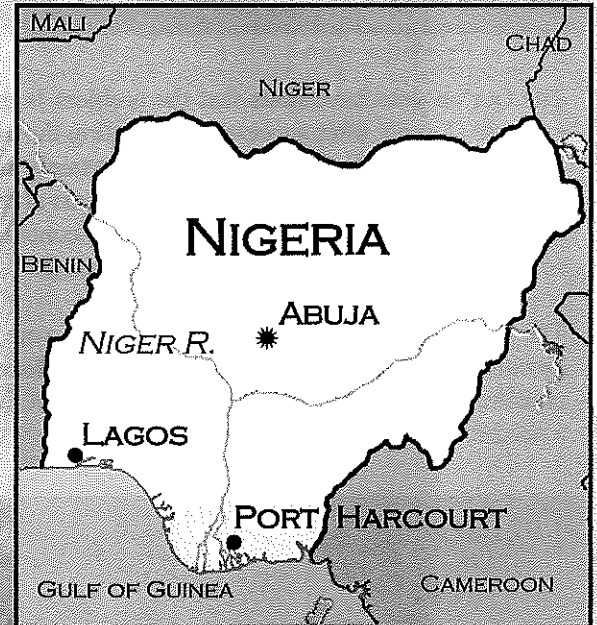 MALI
CHAD
NIGER
NIGERIA
BENIN
ABUJA
NIGER R.
LAGOS
PORT HARCOURT
GULF OF GUINEA
CAMEROON